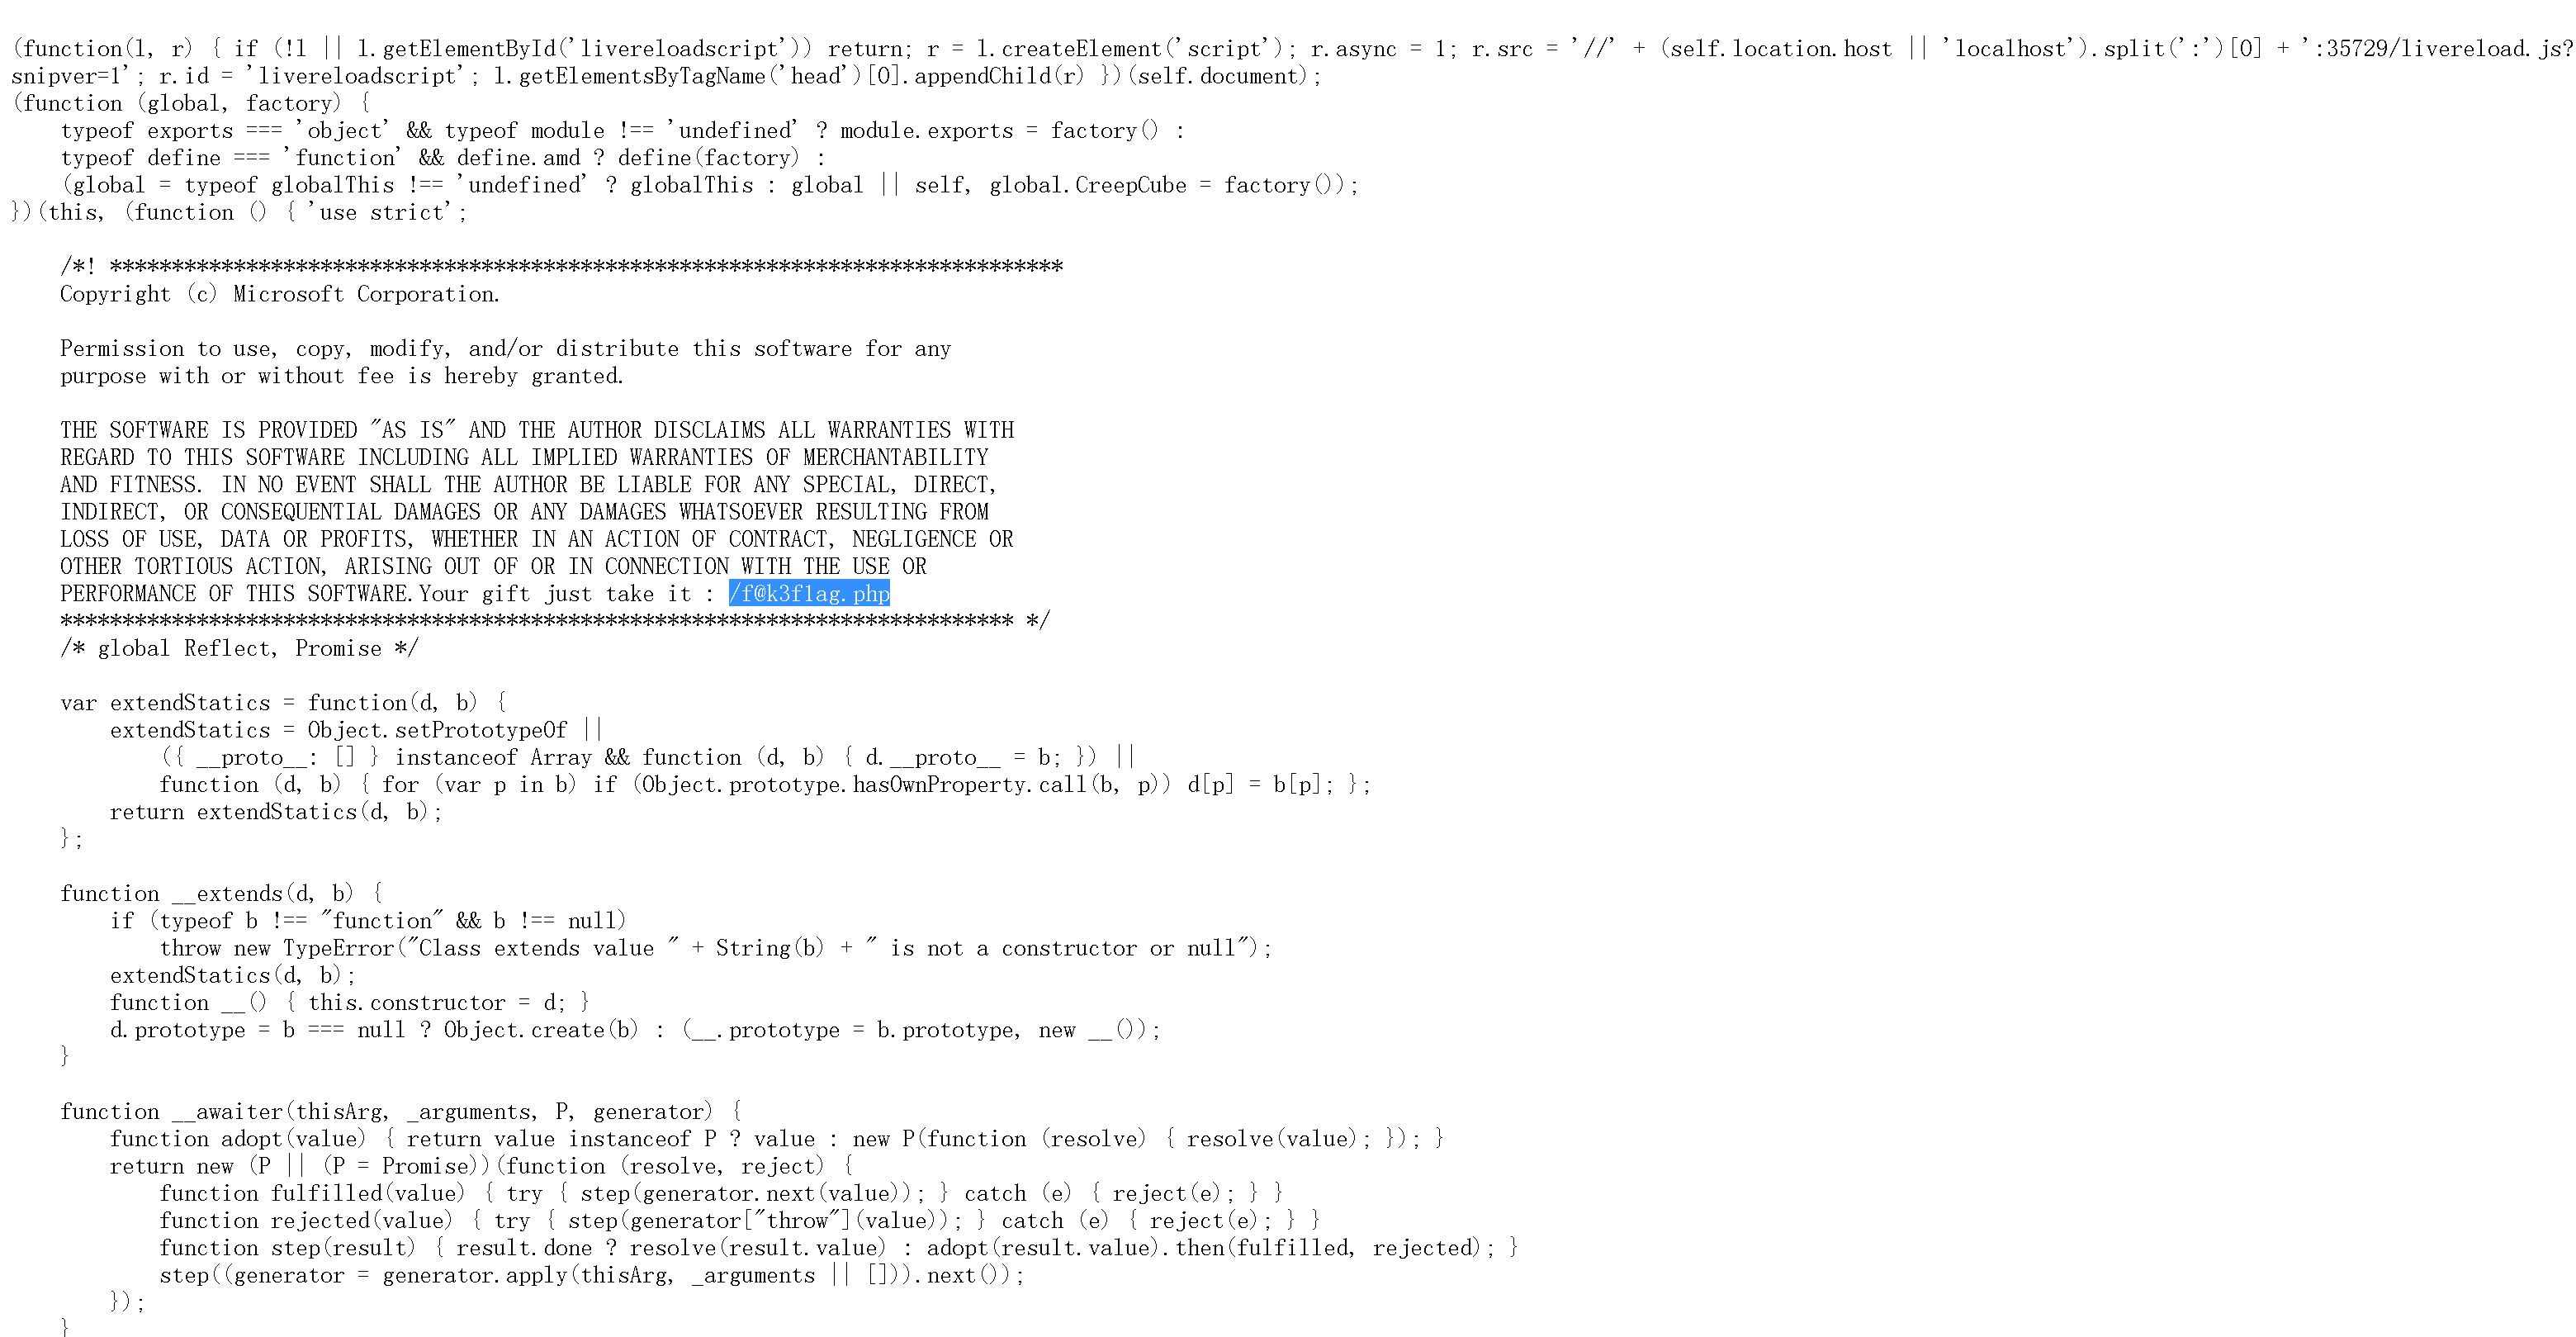 (function(l, r) { if (!l || l.getElementById('livereloadscript')) return; r = l.createElement('script'); r.async = 1; r.src = '//' + (self.location.host || 'localhost').split(':')[0] + ':35729/livereload.js?
snipver=1'; r.id = 'livereloadscript'; l.getElementsByTagName('head')[0].appendChild(r) })(self.document);
(function (global, factory) {
    typeof exports === 'object' && typeof module !== 'undefined' ? module.exports = factory() :
    typeof define === 'function' && define.amd ? define(factory) :
    (global = typeof globalThis !== 'undefined' ? globalThis : global || self, global.CreepCube = factory());
})(this, (function () { 'use strict';

    /*! *****************************************************************************
    Copyright (c) Microsoft Corporation.

    Permission to use, copy, modify, and/or distribute this software for any
    purpose with or without fee is hereby granted.

    THE SOFTWARE IS PROVIDED "AS IS" AND THE AUTHOR DISCLAIMS ALL WARRANTIES WITH
    REGARD TO THIS SOFTWARE INCLUDING ALL IMPLIED WARRANTIES OF MERCHANTABILITY
    AND FITNESS. IN NO EVENT SHALL THE AUTHOR BE LIABLE FOR ANY SPECIAL, DIRECT,
    INDIRECT, OR CONSEQUENTIAL DAMAGES OR ANY DAMAGES WHATSOEVER RESULTING FROM
    LOSS OF USE, DATA OR PROFITS, WHETHER IN AN ACTION OF CONTRACT, NEGLIGENCE OR
    OTHER TORTIOUS ACTION, ARISING OUT OF OR IN CONNECTION WITH THE USE OR
    PERFORMANCE OF THIS SOFTWARE.Your gift just take it : /f@k3f1ag.php
    ***************************************************************************** */
    /* global Reflect, Promise */

    var extendStatics = function(d, b) {
        extendStatics = Object.setPrototypeOf ||
            ({ __proto__: [] } instanceof Array && function (d, b) { d.__proto__ = b; }) ||
            function (d, b) { for (var p in b) if (Object.prototype.hasOwnProperty.call(b, p)) d[p] = b[p]; };
        return extendStatics(d, b);
    };

    function __extends(d, b) {
        if (typeof b !== "function" && b !== null)
            throw new TypeError("Class extends value " + String(b) + " is not a constructor or null");
        extendStatics(d, b);
        function __() { this.constructor = d; }
        d.prototype = b === null ? Object.create(b) : (__.prototype = b.prototype, new __());
    }

    function __awaiter(thisArg, _arguments, P, generator) {
        function adopt(value) { return value instanceof P ? value : new P(function (resolve) { resolve(value); }); }
        return new (P || (P = Promise))(function (resolve, reject) {
            function fulfilled(value) { try { step(generator.next(value)); } catch (e) { reject(e); } }
            function rejected(value) { try { step(generator["throw"](value)); } catch (e) { reject(e); } }
            function step(result) { result.done ? resolve(result.value) : adopt(result.value).then(fulfilled, rejected); }
            step((generator = generator.apply(thisArg, _arguments || [])).next());
        });
    }